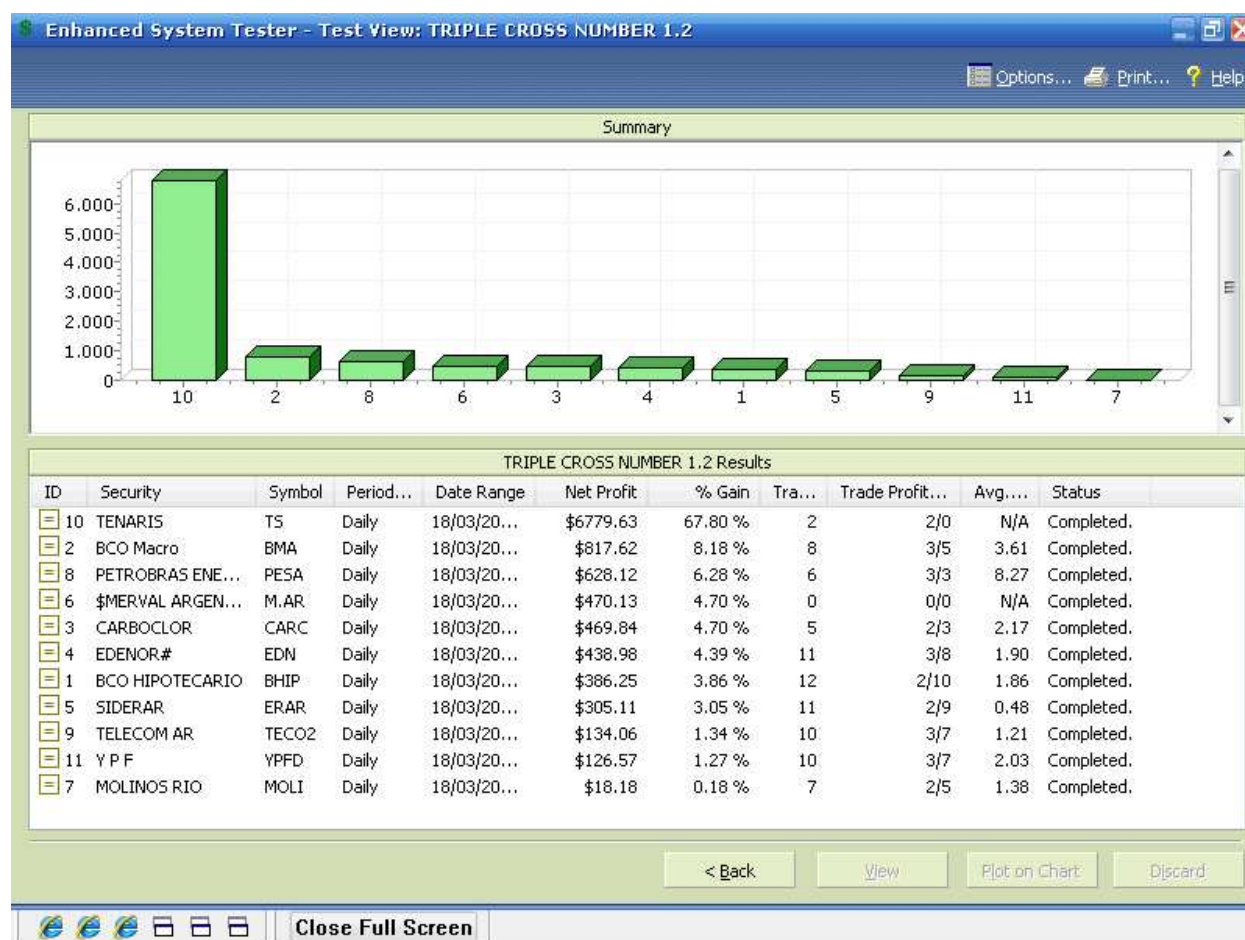 Enhanced System Tester - Test View: TRIPLE CROSS NUMBER 1.2
Options... Print... ? Help
Summary
6.000
5.000
4.000
3.000
2.000
1.000
0
10 2 8 6 3 4 1 5 9 11 7
TRIPLE CROSS NUMBER 1.2 Results
ID Security Symbol Period... Date Range Net Profit % Gain Tra... Trade Profit... Avg.... Status
10 TENARIS TS Daily 18/03/20... $6779.63 67.80 % 2 2/0 N/A Completed.
2 BCO Macro BMA Daily 18/03/20... $817.62 8.18 % 8 3/5 3.61 Completed.
8 PETROBRAS ENE... PESA Daily 18/03/20... $628.12 6.28 % 6 3/3 8.27 Completed.
6 $MERVAL ARGEN... M.AR Daily 18/03/20... $470.13 4.70 % 0 0/0 N/A Completed.
3 CARBOCLOR CARC Daily 18/03/20... $469.84 4.70 % 5 2/3 2.17 Completed.
4 EDENOR# EDN Daily 18/03/20... $438.98 4.39 % 11 3/8 1.90 Completed.
1 BCO HIPOTECARIO BHIP Daily 18/03/20... $386.25 3.86 % 12 2/10 1.86 Completed.
5 SIDERAR ERAR Daily 18/03/20... $305.11 3.05 % 11 2/9 0.48 Completed.
9 TELECOM AR TECO2 Daily 18/03/20... $134.06 1.34 % 10 3/7 1.21 Completed.
11 Y P F YPFD Daily 18/03/20... $126.57 1.27 % 10 3/7 2.03 Completed.
7 MOLINOS RIO MOLI Daily 18/03/20... $18.18 0.18 % 7 2/5 1.38 Completed.
< Back View Plot on Chart Discard
Close Full Screen